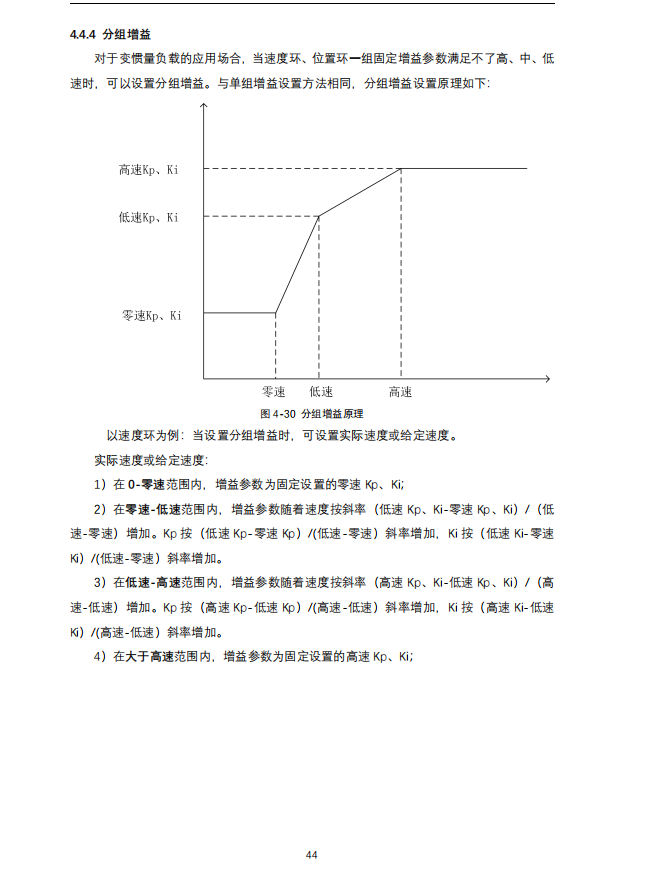 4.4.4 分组增益
对于变惯量负载的应用场合，当速度环、位置环一组固定增益参数满足不了高、中、低
速时，可以设置分组增益。与单组增益设置方法相同，分组增益设置原理如下：
高速Kp、Ki
低速Kp、Ki
零速Kp、Ki
零速 低速 高速
图 4-30 分组增益原理
以速度环为例：当设置分组增益时，可设置实际速度或给定速度。
实际速度或给定速度：
1）在 0-零速范围内，增益参数为固定设置的零速 Kp、Ki；
2）在零速-低速范围内，增益参数随着速度按斜率（低速 Kp、Ki-零速 Kp、Ki）/（低
速-零速）增加。Kp 按（低速 Kp-零速 Kp）/(低速-零速）斜率增加，Ki 按（低速 Ki-零速
Ki）/(低速-零速）斜率增加。
3）在低速-高速范围内，增益参数随着速度按斜率（高速 Kp、Ki-低速 Kp、Ki）/（高
速-低速）增加。Kp 按（高速 Kp-低速 Kp）/(高速-低速）斜率增加，Ki 按（高速 Ki-低速
Ki）/(高速-低速）斜率增加。
4）在大于高速范围内，增益参数为固定设置的高速 Kp、Ki；
44